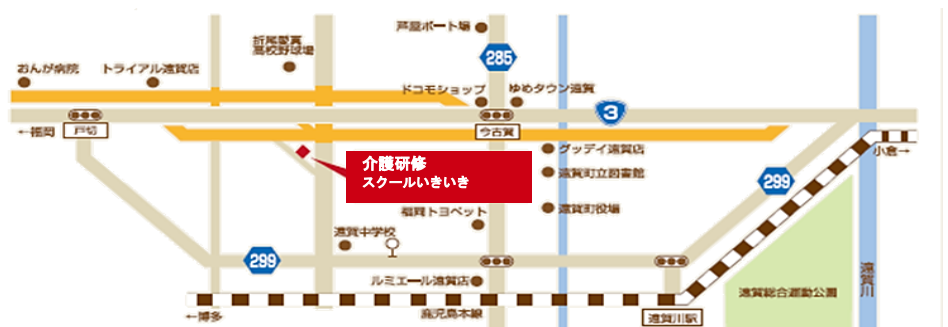 芦屋ボート場
折尾愛真
高校野球場
285
おんが病院
トライアル遠賀店
ドコモショップ
ゆめタウン遠賀
3
←福岡
戸切
今古賀
グッデイ遠賀店
小倉→
介護研修
スクールいきいき
遠賀町立図書館
299
福岡トヨペット
遠賀町役場
遠賀中学校
299
ルミエール遠賀店
遠賀川
遠賀総合運動公園
←博多
鹿児島本線
遠賀川駅